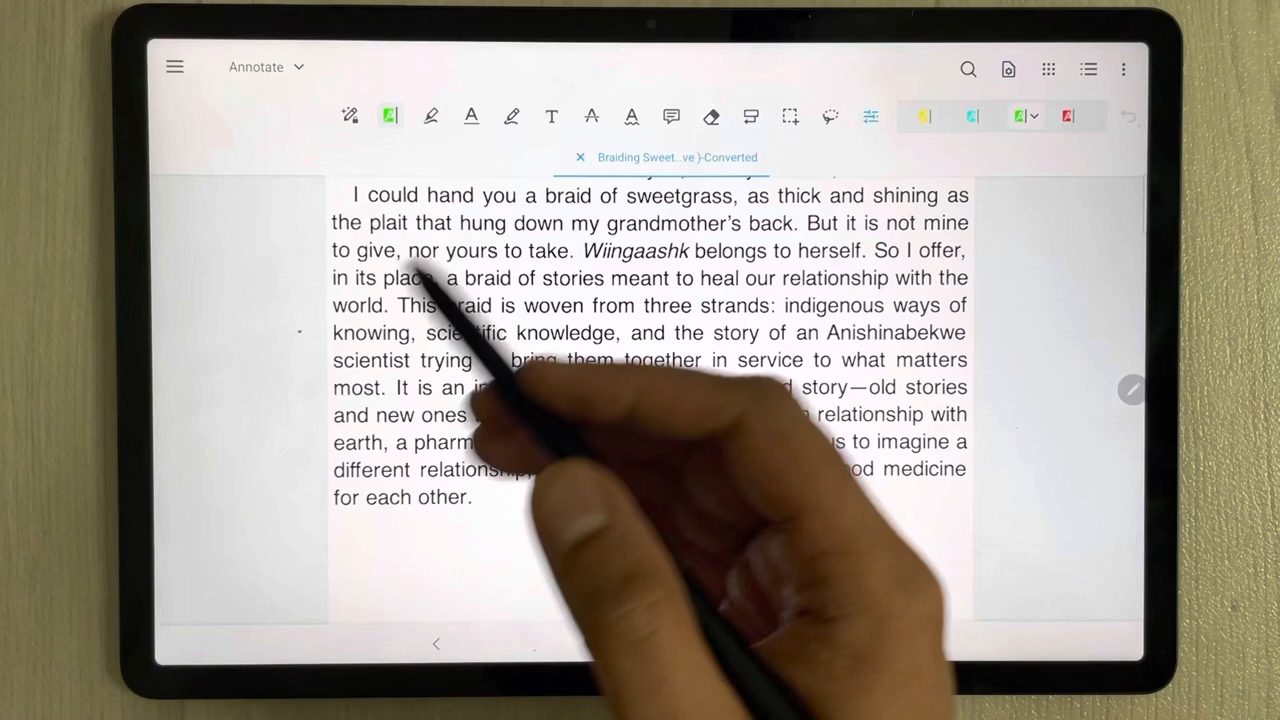 Annotate
Braiding Sweet...ve )-Converted
I could hand you a braid of sweetgrass, as thick and shining as
the plait that hung down my grandmother's back. But it is not mine
to give, nor yours to take. Wiingaashk belongs to herself. So I offer,
in its place, a braid of stories meant to heal our relationship with the
world. This braid is woven from three strands: indigenous ways of
knowing, scientific knowledge, and the story of an Anishinabekwe
scientist trying bring them together in service to what matters
most. It is an story—old stories
and new ones relationship with
earth, a us to imagine a
different relationship, medicine
for each other.